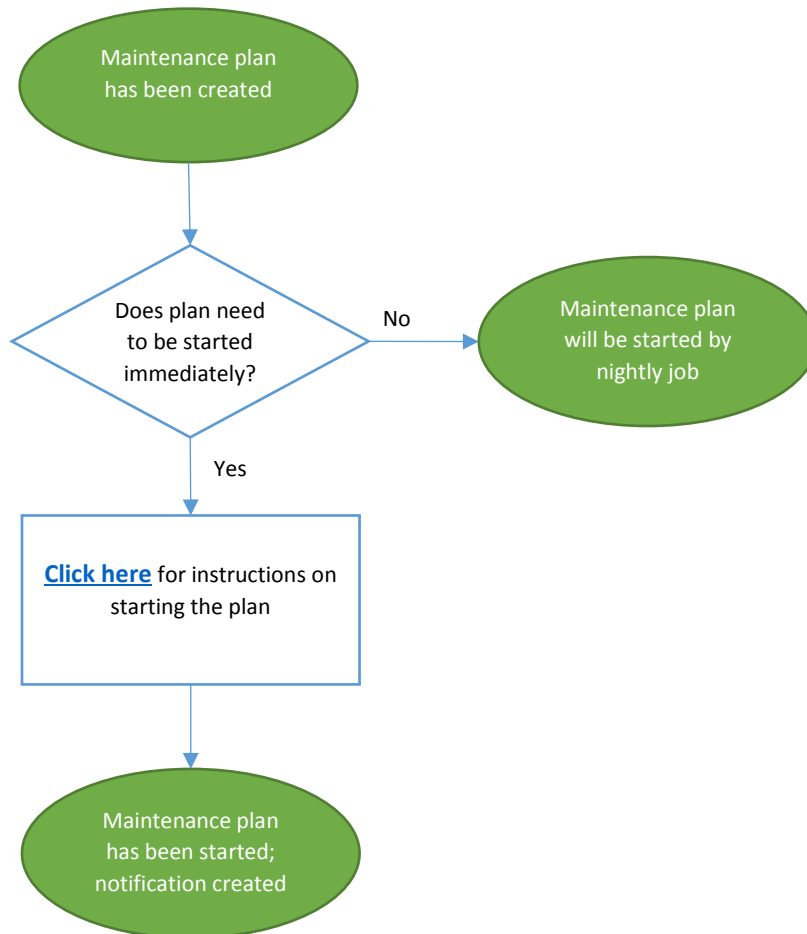 Maintenance plan
has been created
Does plan need
to be started
immediately?
No
Maintenance plan
will be started by
nightly job
Yes
Click here for instructions on
starting the plan
Maintenance plan
has been started;
notification created